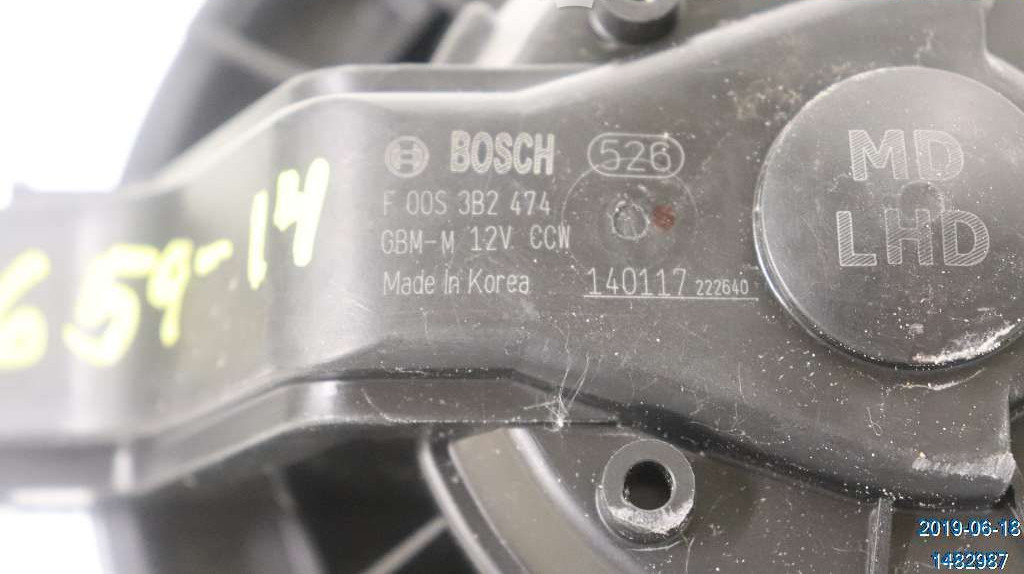 BOSCH 526
F 00S 3B2 474
GBM-M 12V CCW
Made In Korea 140117 222640
MD
LHD
659-14
2019-06-18
1482987